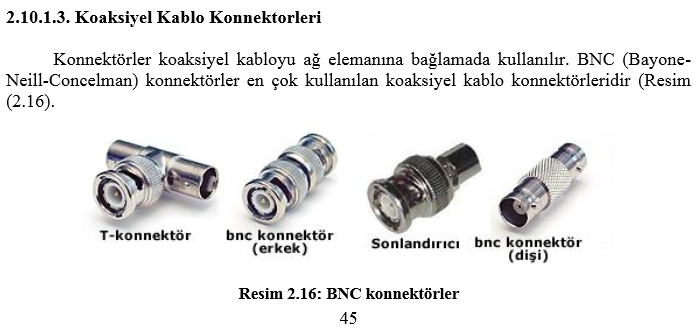 2.10.1.3. Koaksiyel Kablo Konnektorleri
Konnektörler koaksiyel kabloyu ağ elemanına bağlamada kullanılır. BNC (Bayone-
Neill-Concelman) konnektörler en çok kullanılan koaksiyel kablo konnektörleridir (Resim
(2.16).
T-konnektör
bnc konnektör
(erkek)
Sonlandırıcı
bnc konnektör
(dişi)
Resim 2.16: BNC konnektörler
45